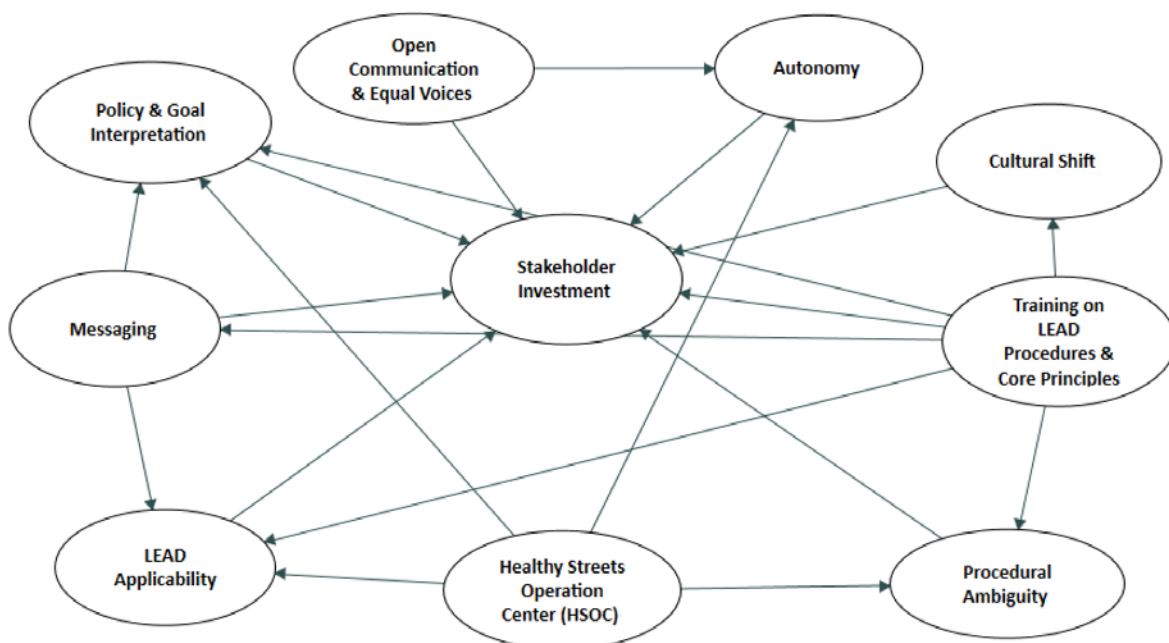 Open
Communication
& Equal Voices
Autonomy
Policy & Goal
Interpretation
Cultural Shift
Stakeholder
Investment
Messaging
Training on
LEAD
Procedures &
Core Principles
LEAD
Applicability
Healthy Streets
Operation
Center (HSOC)
Procedural
Ambiguity